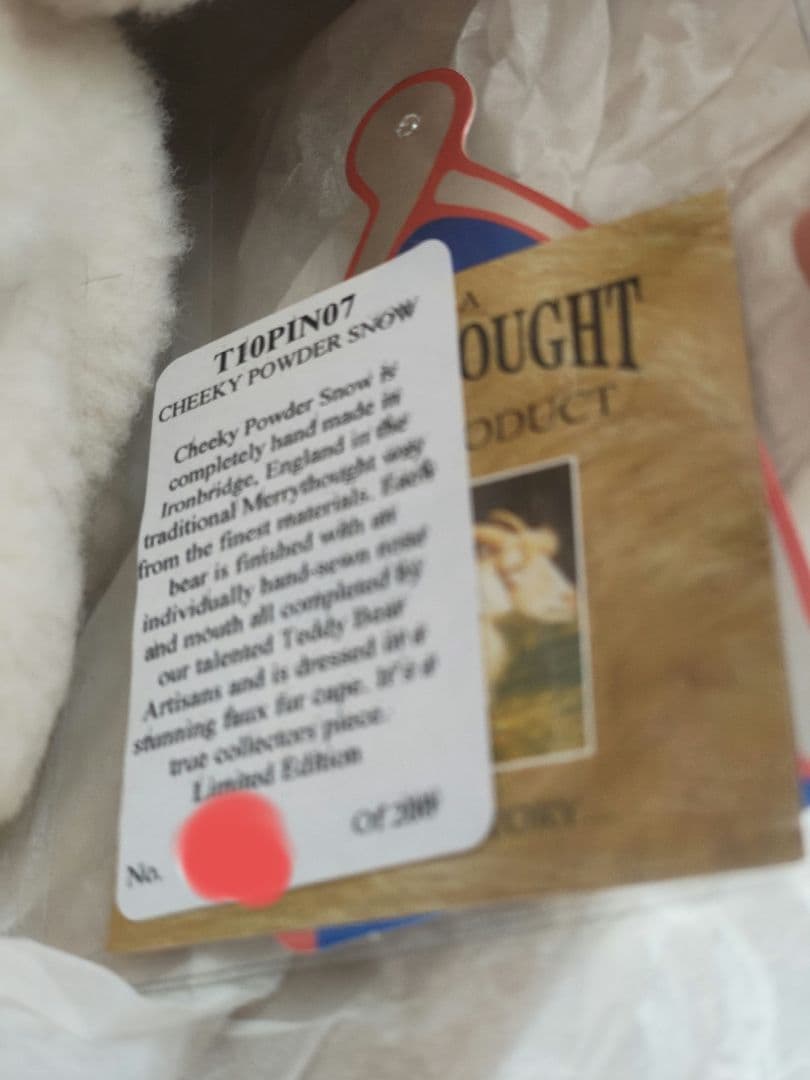 T10PIN07
CHEEKY POWDER SNOW
Cheeky Powder Snow is
completely hand made in
Ironbridge, England in the
traditional Merrythought way
from the finest materials. Each
bear is finished with an
individually hand-sewn nose
and mouth all completed by
our talented Teddy Bear
Artisans and is dressed in a
stunning faux fur cape. It's a
true collectors piece.
Limited Edition
No. Of
A
OUGHT
ODUCT